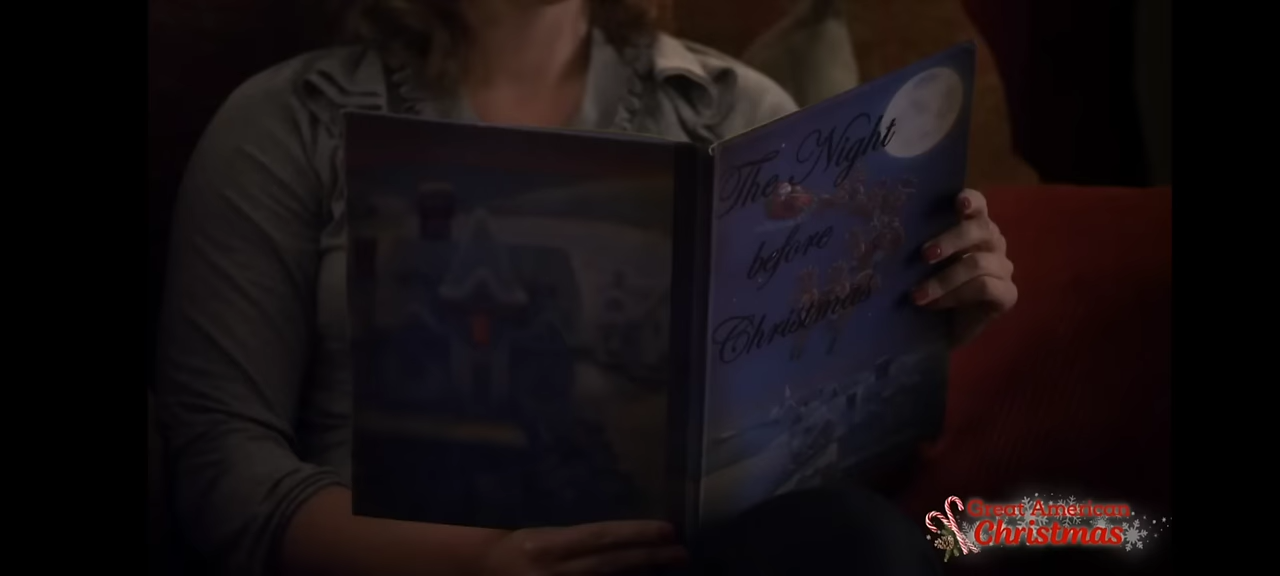 The Night
before
Christmas
Great American
Christmas